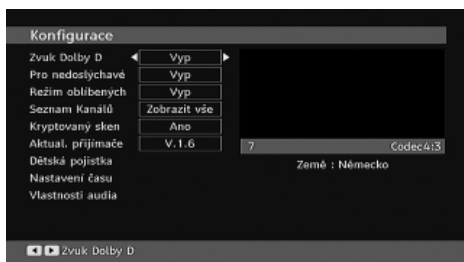 Konfigurace
Zvuk Dolby D Vyp
Pro nedoslýchavé Vyp
Režim oblíbených Vyp
Seznam Kanálů Zobrazit vše
Kryptovaný sken Ano
Aktual. přijímače V.1.6
Dětská pojistka
Nastavení času
Vlastnosti audia
7 Codec4:3
Země : Německo
Zvuk Dolby D